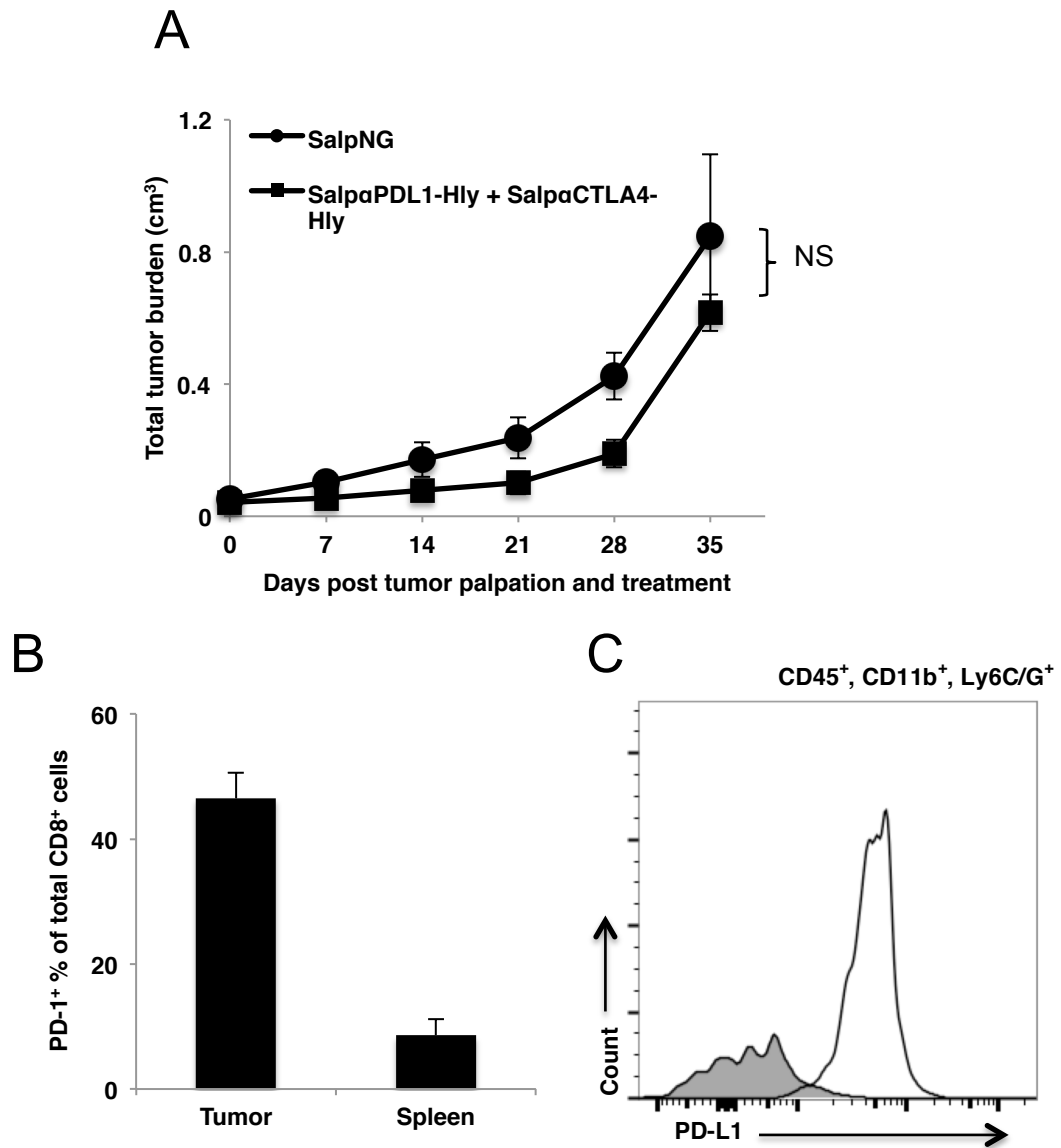 A
1.2
0.8
0.4
0
Total tumor burden (cm³)
SalpNG
SalpαPDL1-Hly + SalpαCTLA4-
Hly
NS
0 7 14 21 28 35
Days post tumor palpation and treatment
B
60
40
20
0
PD-1⁺ % of total CD8⁺ cells
Tumor Spleen
C
CD45⁺, CD11b⁺, Ly6C/G⁺
Count
PD-L1